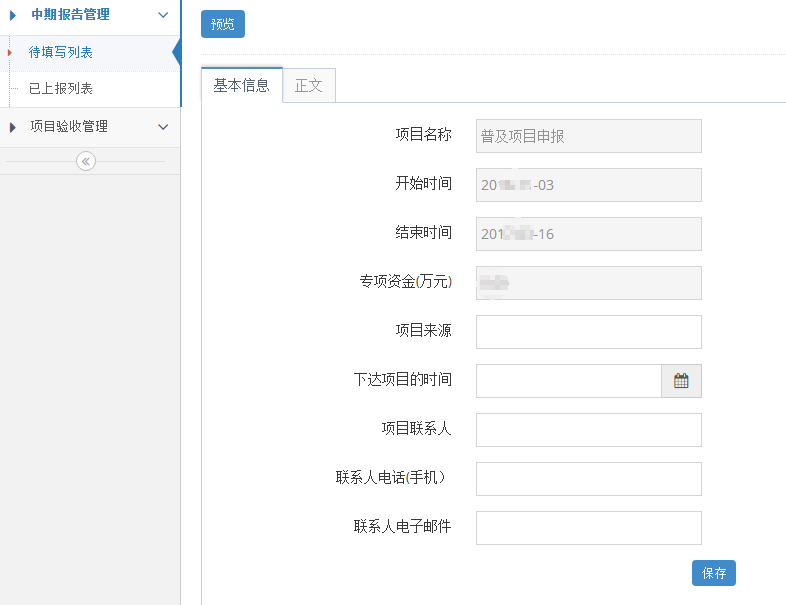 中期报告管理
待填写列表
已上报列表
项目验收管理
预览
基本信息
正文
项目名称
普及项目申报
开始时间
20 -03
结束时间
201 -16
专项资金(万元)
项目来源
下达项目的时间
项目联系人
联系人电话(手机）
联系人电子邮件
保存